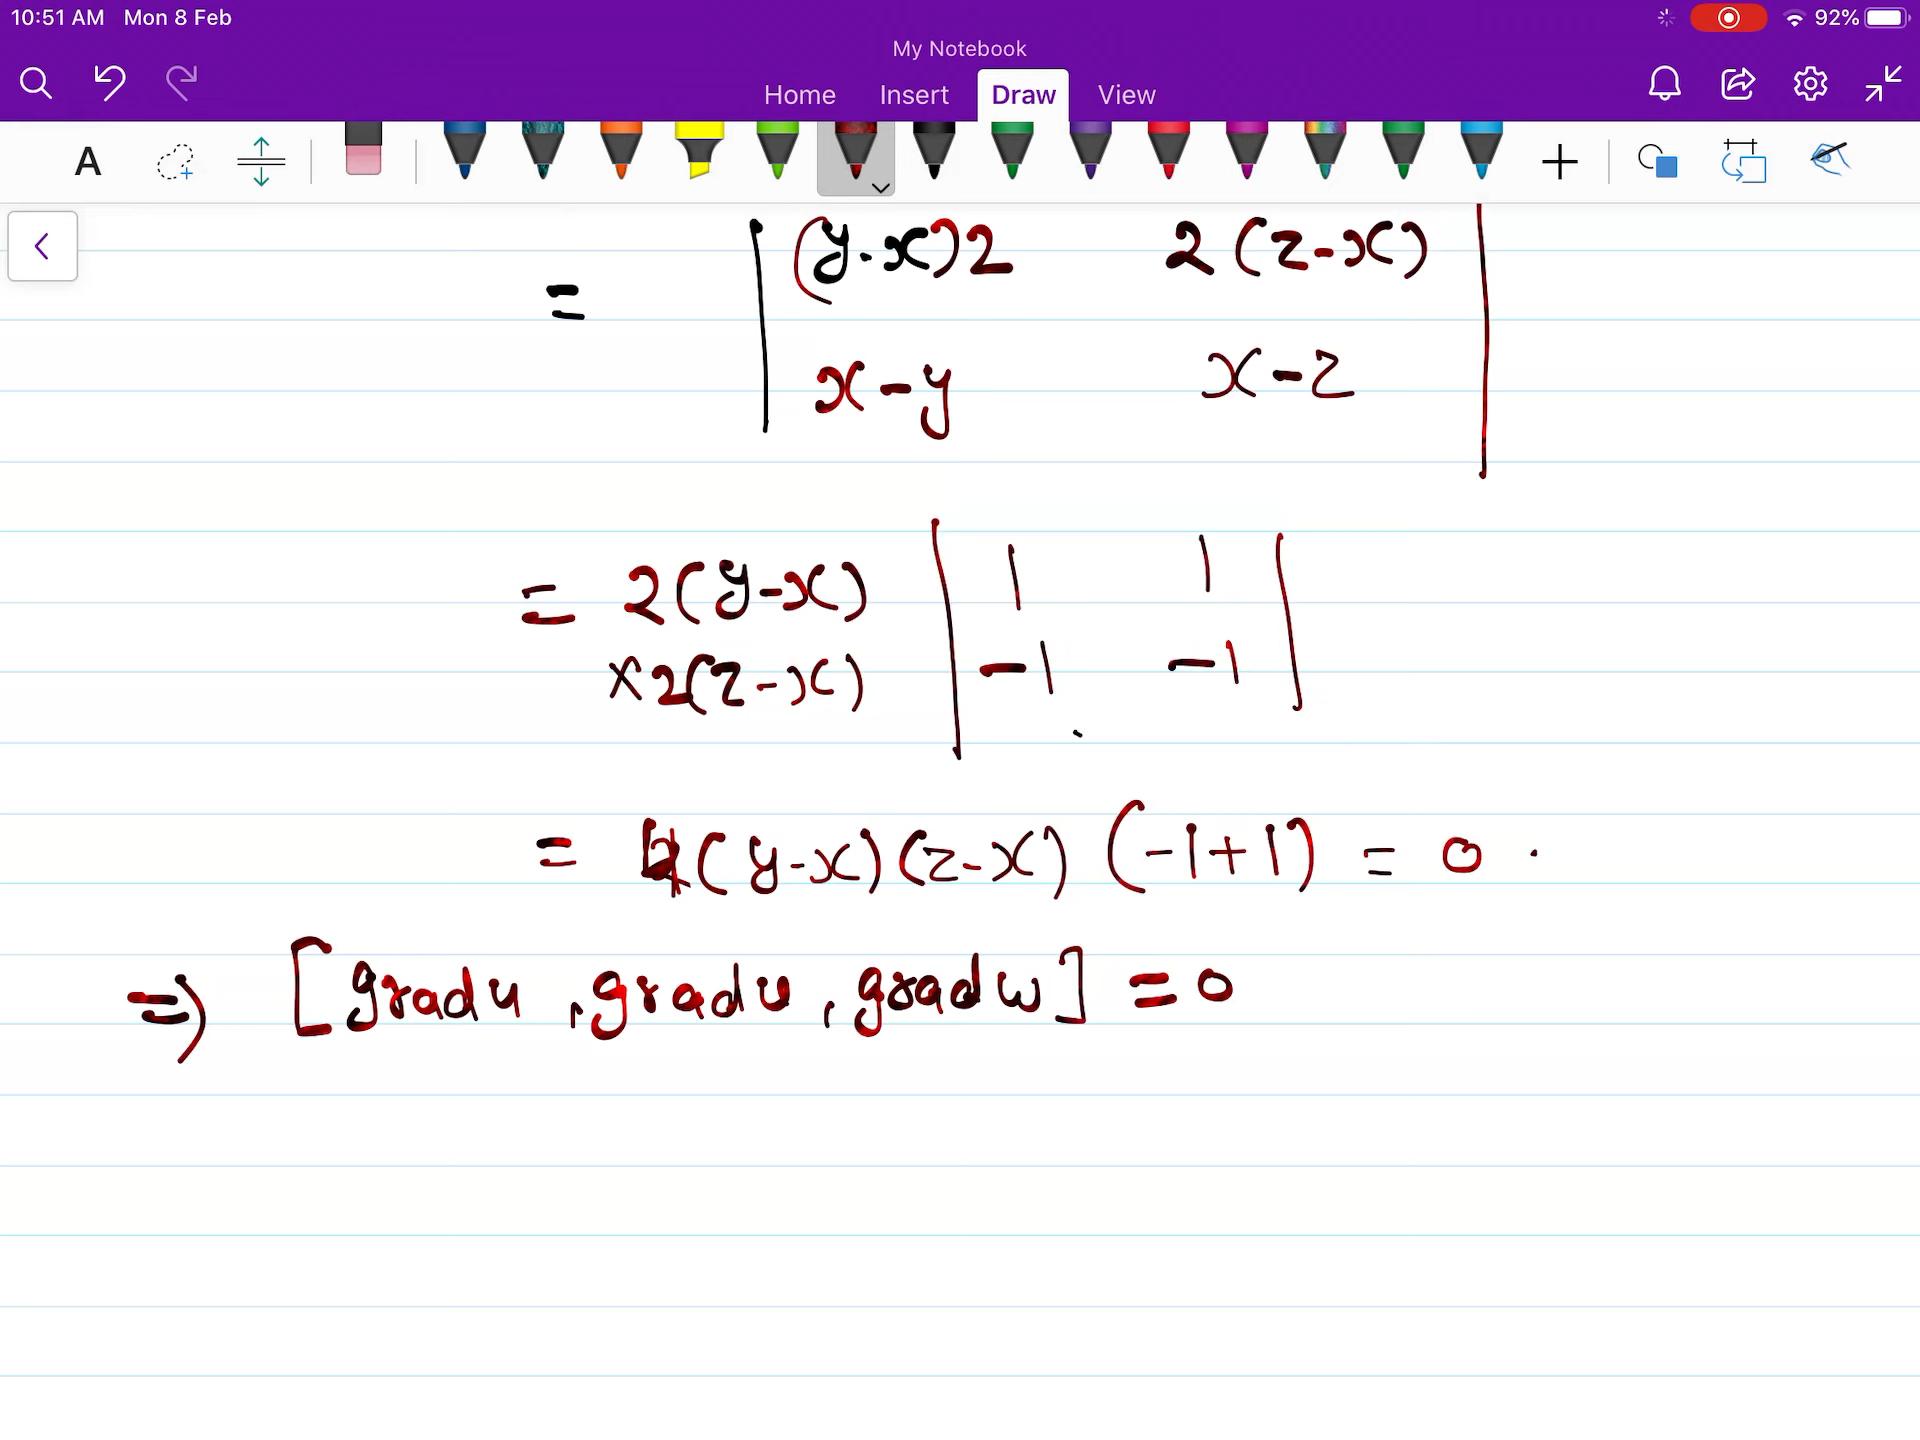 10:51 AM Mon 8 Feb
92%
My Notebook
Home Insert Draw View
A
= | (y-x)2 2(z-x) |
| x-y x-z |
= 2(y-x) | 1 1 |
×2(z-x) | -1 -1 |
= 4(y-x)(z-x)(-1+1) = 0.
⇒ [grad u, grad v, grad w] = 0